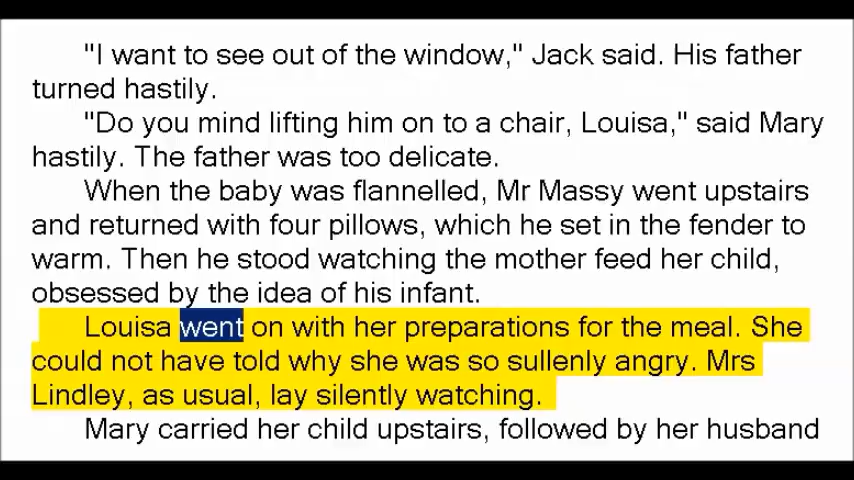 "I want to see out of the window," Jack said. His father
turned hastily.
"Do you mind lifting him on to a chair, Louisa," said Mary
hastily. The father was too delicate.
When the baby was flannelled, Mr Massy went upstairs
and returned with four pillows, which he set in the fender to
warm. Then he stood watching the mother feed her child,
obsessed by the idea of his infant.
Louisa went on with her preparations for the meal. She
could not have told why she was so sullenly angry. Mrs
Lindley, as usual, lay silently watching.
Mary carried her child upstairs, followed by her husband